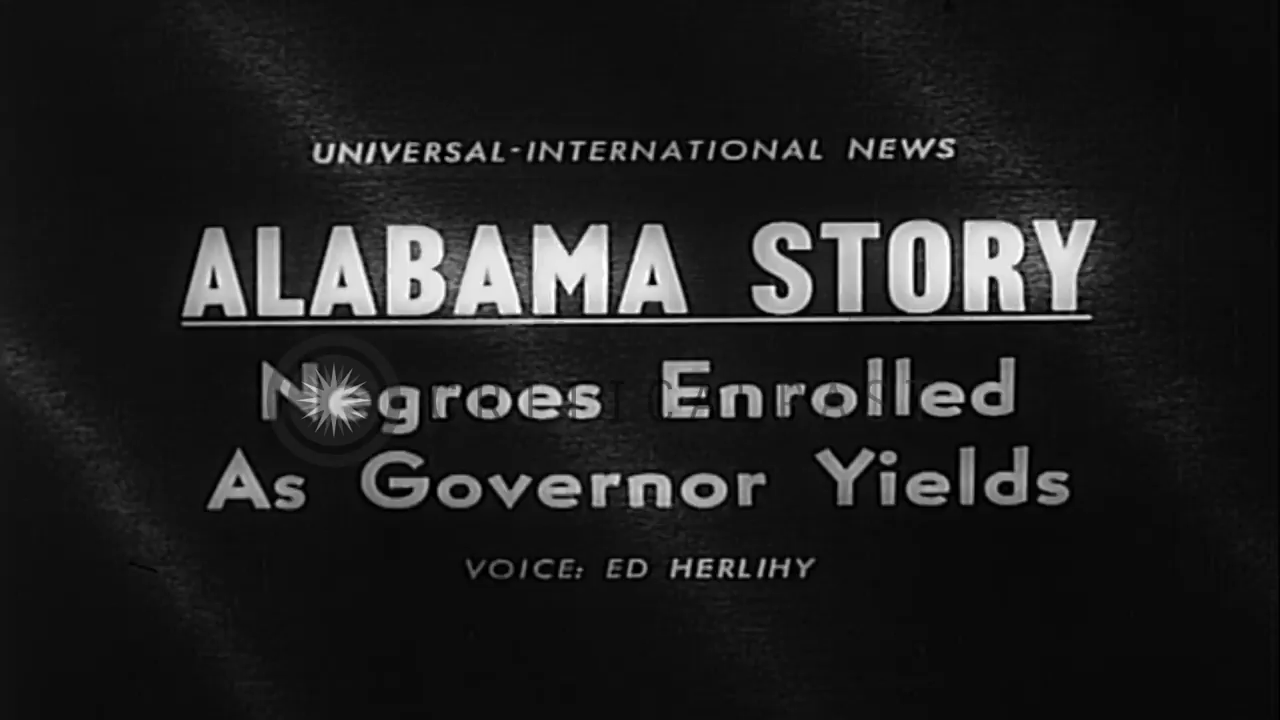 UNIVERSAL-INTERNATIONAL NEWS
ALABAMA STORY
Negroes Enrolled
As Governor Yields
VOICE: ED HERLIHY